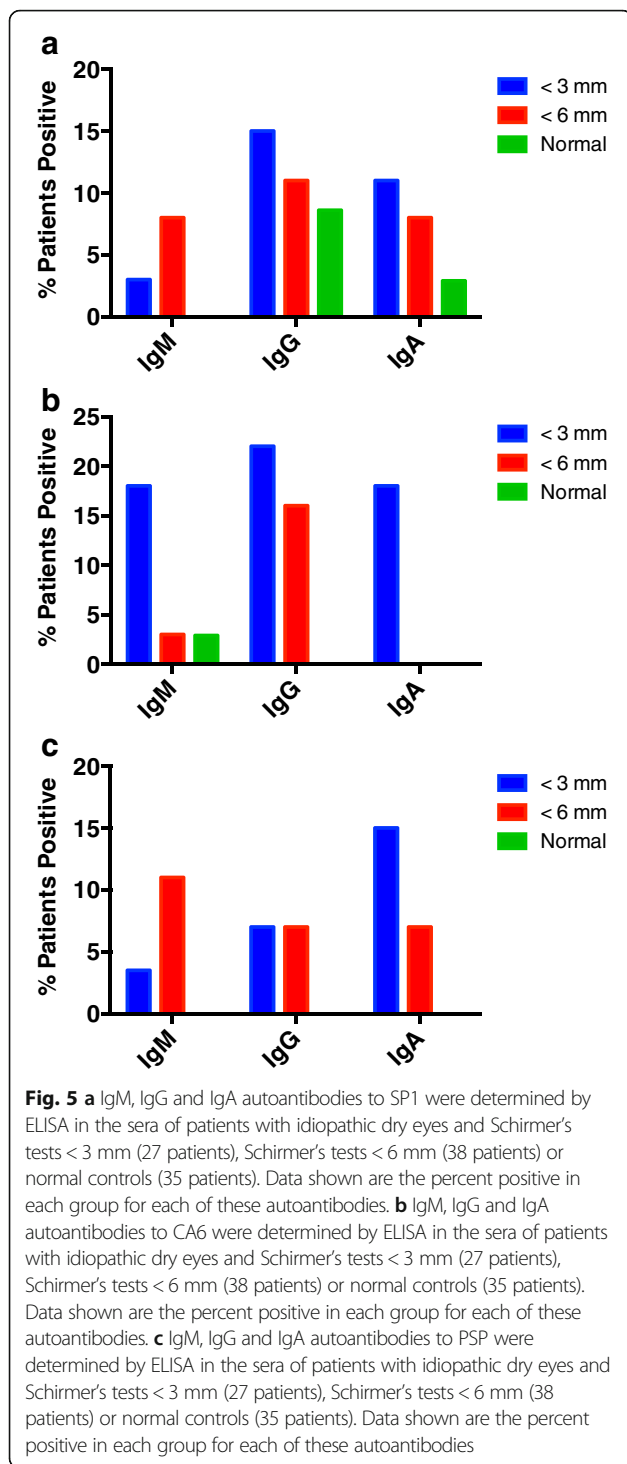 a
20
15
10
5
0
% Patients Positive
IgM
IgG
IgA
< 3 mm
< 6 mm
Normal
b
25
20
15
10
5
0
% Patients Positive
IgM
IgG
IgA
< 3 mm
< 6 mm
Normal
c
20
15
10
5
0
% Patients Positive
IgM
IgG
IgA
< 3 mm
< 6 mm
Normal
Fig. 5 a IgM, IgG and IgA autoantibodies to SP1 were determined by
ELISA in the sera of patients with idiopathic dry eyes and Schirmer's
tests < 3 mm (27 patients), Schirmer's tests < 6 mm (38 patients) or
normal controls (35 patients). Data shown are the percent positive in
each group for each of these autoantibodies. b IgM, IgG and IgA
autoantibodies to CA6 were determined by ELISA in the sera of patients
with idiopathic dry eyes and Schirmer's tests < 3 mm (27 patients),
Schirmer's tests < 6 mm (38 patients) or normal controls (35 patients).
Data shown are the percent positive in each group for each of these
autoantibodies. c IgM, IgG and IgA autoantibodies to PSP were
determined by ELISA in the sera of patients with idiopathic dry eyes and
Schirmer's tests < 3 mm (27 patients), Schirmer's tests < 6 mm (38
patients) or normal controls (35 patients). Data shown are the percent
positive in each group for each of these autoantibodies